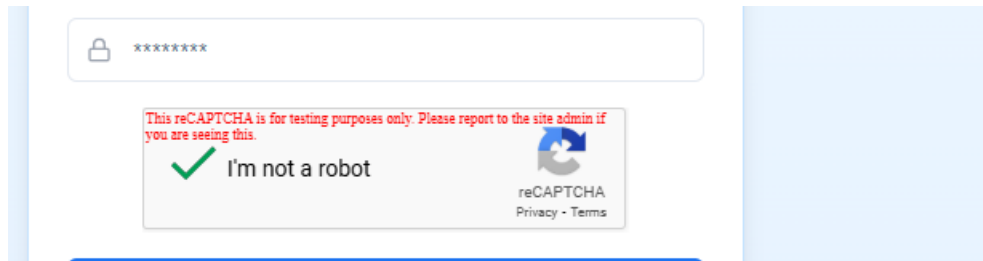 ********
This reCAPTCHA is for testing purposes only. Please report to the site admin if
you are seeing this.
I'm not a robot
reCAPTCHA
Privacy - Terms